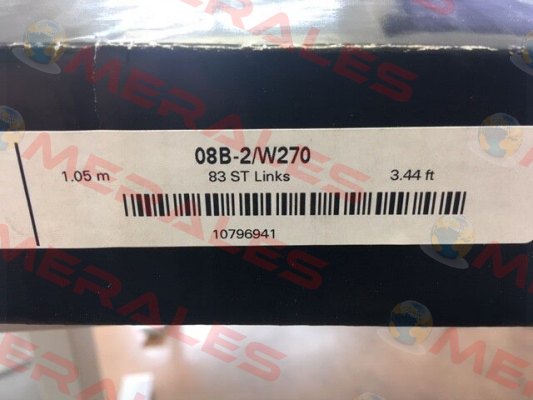 MERALES
08B-2/W270
1.05 m 83 ST Links 3.44 ft
10796941
MERALES
MERALES